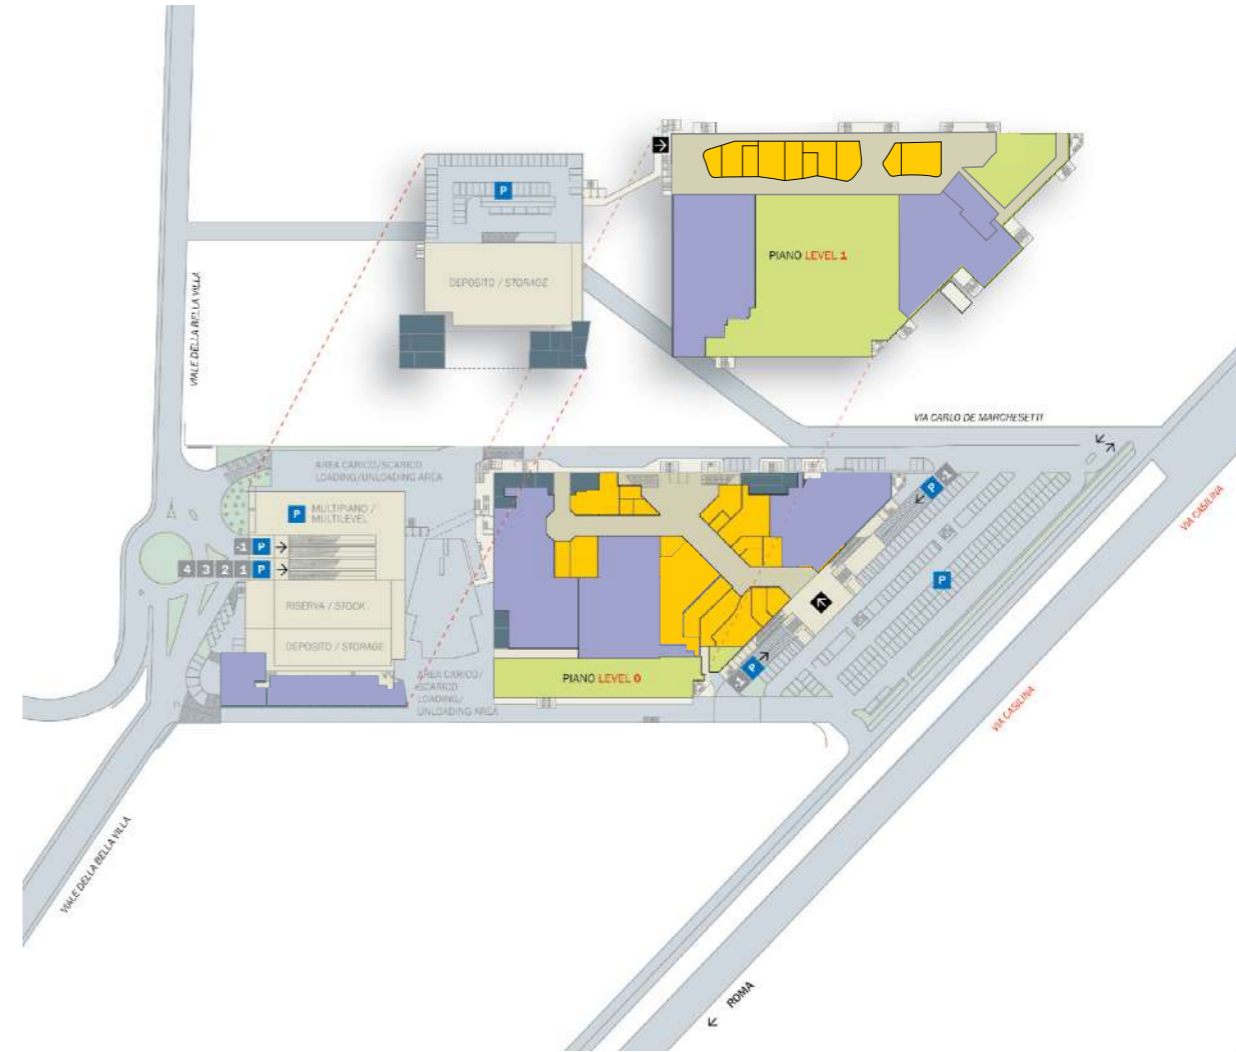 P
PIANO LEVEL 1
DEPOSITO / STORAGE
VIALE DELLA BELLA VILLA
VIA CARLO DE MARCHESETTI
AREA CARICO/SCARICO
LOADING/UNLOADING AREA
P MULTIPIANO /
MULTILEVEL
-1 P
4 3 2 1 P
RISERVA / STOCK
DEPOSITO / STORAGE
P -1
VIA CASILINA
P
P
-1
PIANO LEVEL 0
AREA CARICO/
SCARICO
LOADING/
UNLOADING AREA
VIA CASILINA
VIALE DELLA BELLA VILLA
ROMA